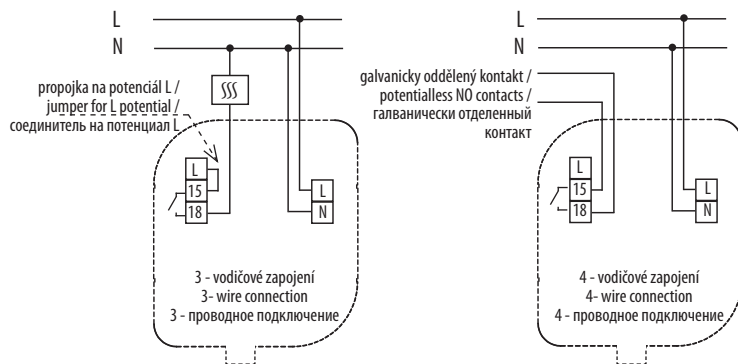 L
N
propojka na potenciál L /
jumper for L potential /
соединитель на потенциал L
L
15
18
L
N
3 - vodičové zapojení
3- wire connection
3 - проводное подключение
L
N
galvanicky oddělený kontakt /
potentialless NO contacts /
галванически отделенный
контакт
L
15
18
L
N
4 - vodičové zapojení
4- wire connection
4 - проводное подключение